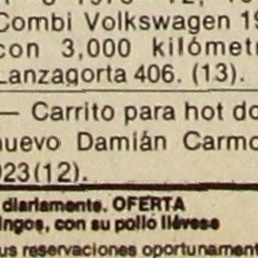 Combi Volkswagen 19
con 3,000 kilómetr
Lanzagorta 406. (13).
— Carrito para hot do
nuevo Damián Carmo
023(12).
diariamente. OFERTA
ingos, con su pollo llévese
us reservaciones oportunament